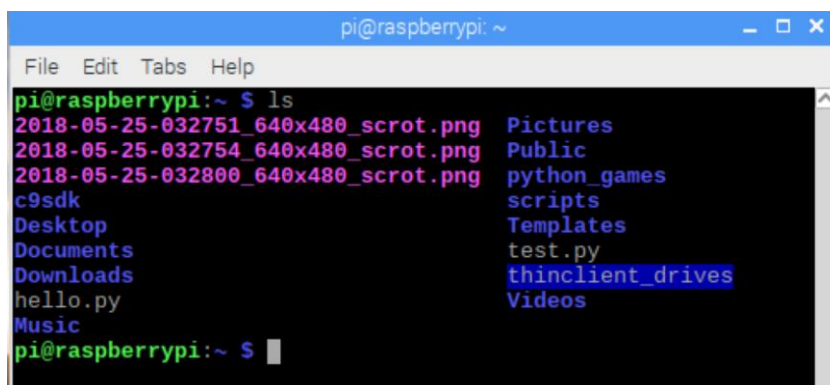 pi@raspberrypi: ~
File Edit Tabs Help
pi@raspberrypi:~ $ ls
2018-05-25-032751_640x480_scrot.png Pictures
2018-05-25-032754_640x480_scrot.png Public
2018-05-25-032800_640x480_scrot.png python_games
c9sdk scripts
Desktop Templates
Documents test.py
Downloads thinclient_drives
hello.py Videos
Music
pi@raspberrypi:~ $